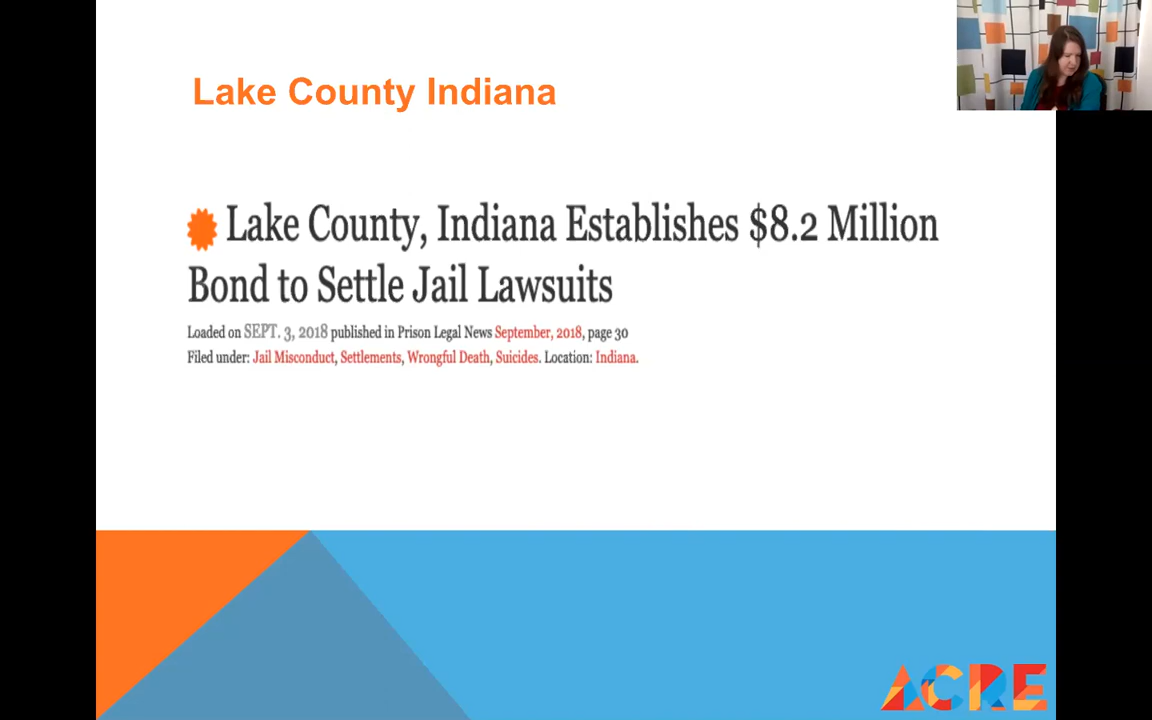 Lake County Indiana
Lake County, Indiana Establishes $8.2 Million
Bond to Settle Jail Lawsuits
Loaded on SEPT. 3, 2018 published in Prison Legal News September, 2018, page 30
Filed under: Jail Misconduct, Settlements, Wrongful Death, Suicides. Location: Indiana.
ACRE